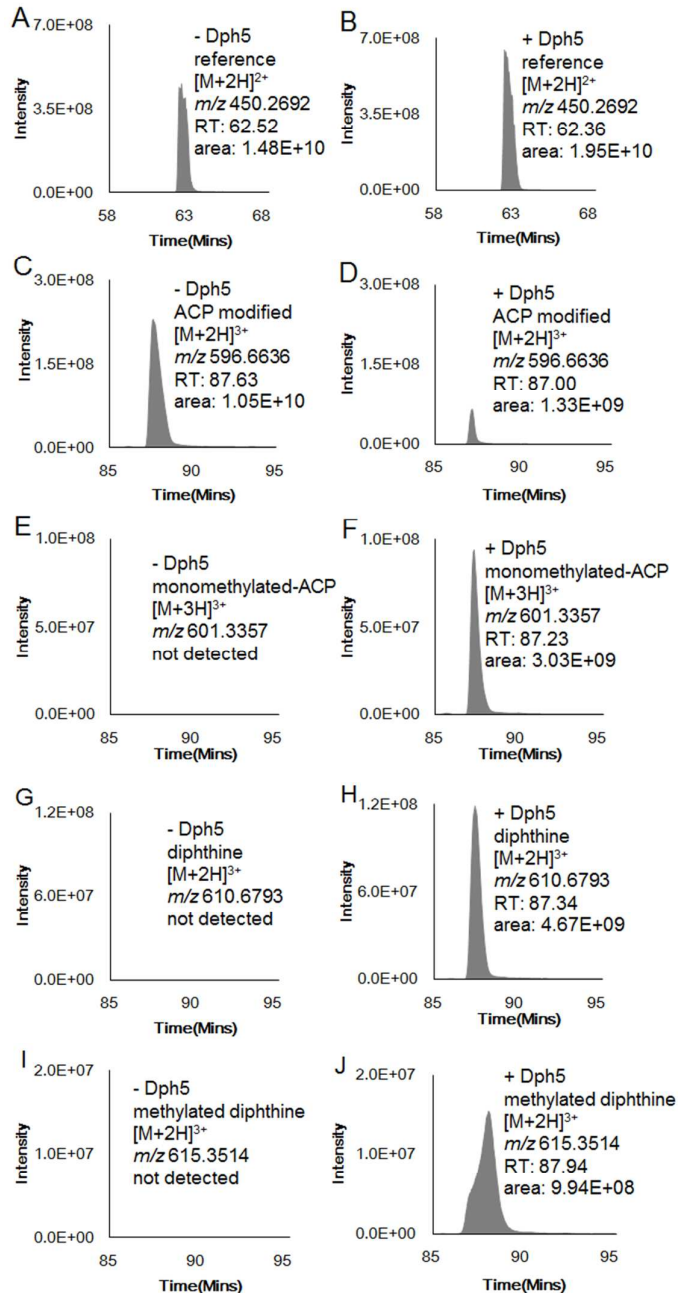 A
Intensity
7.0E+08
3.5E+08
0.0E+00
58
63
68
Time(Mins)
- Dph5
reference
[M+2H]2+
m/z 450.2692
RT: 62.52
area: 1.48E+10
B
Intensity
7.0E+08
3.5E+08
0.0E+00
58
63
68
Time(Mins)
+ Dph5
reference
[M+2H]2+
m/z 450.2692
RT: 62.36
area: 1.95E+10
C
Intensity
3.0E+08
1.5E+08
0.0E+00
85
90
95
Time(Mins)
- Dph5
ACP modified
[M+2H]3+
m/z 596.6636
RT: 87.63
area: 1.05E+10
D
Intensity
3.0E+08
1.5E+08
0.0E+00
85
90
95
Time(Mins)
+ Dph5
ACP modified
[M+2H]3+
m/z 596.6636
RT: 87.00
area: 1.33E+09
E
Intensity
1.0E+08
5.0E+07
0.0E+00
85
90
95
Time(Mins)
- Dph5
monomethylated-ACP
[M+3H]3+
m/z 601.3357
not detected
F
Intensity
1.0E+08
5.0E+07
0.0E+00
85
90
95
Time(Mins)
+ Dph5
monomethylated-ACP
[M+3H]3+
m/z 601.3357
RT: 87.23
area: 3.03E+09
G
Intensity
1.2E+08
6.0E+07
0.0E+00
85
90
95
Time(Mins)
- Dph5
diphthine
[M+2H]3+
m/z 610.6793
not detected
H
Intensity
1.2E+08
6.0E+07
0.0E+00
85
90
95
Time(Mins)
+ Dph5
diphthine
[M+2H]3+
m/z 610.6793
RT: 87.34
area: 4.67E+09
I
Intensity
2.0E+07
1.0E+07
0.0E+00
85
90
95
Time(Mins)
- Dph5
methylated diphthine
[M+2H]3+
m/z 615.3514
not detected
J
Intensity
2.0E+07
1.0E+07
0.0E+00
85
90
95
Time(Mins)
+ Dph5
methylated diphthine
[M+2H]3+
m/z 615.3514
RT: 87.94
area: 9.94E+08